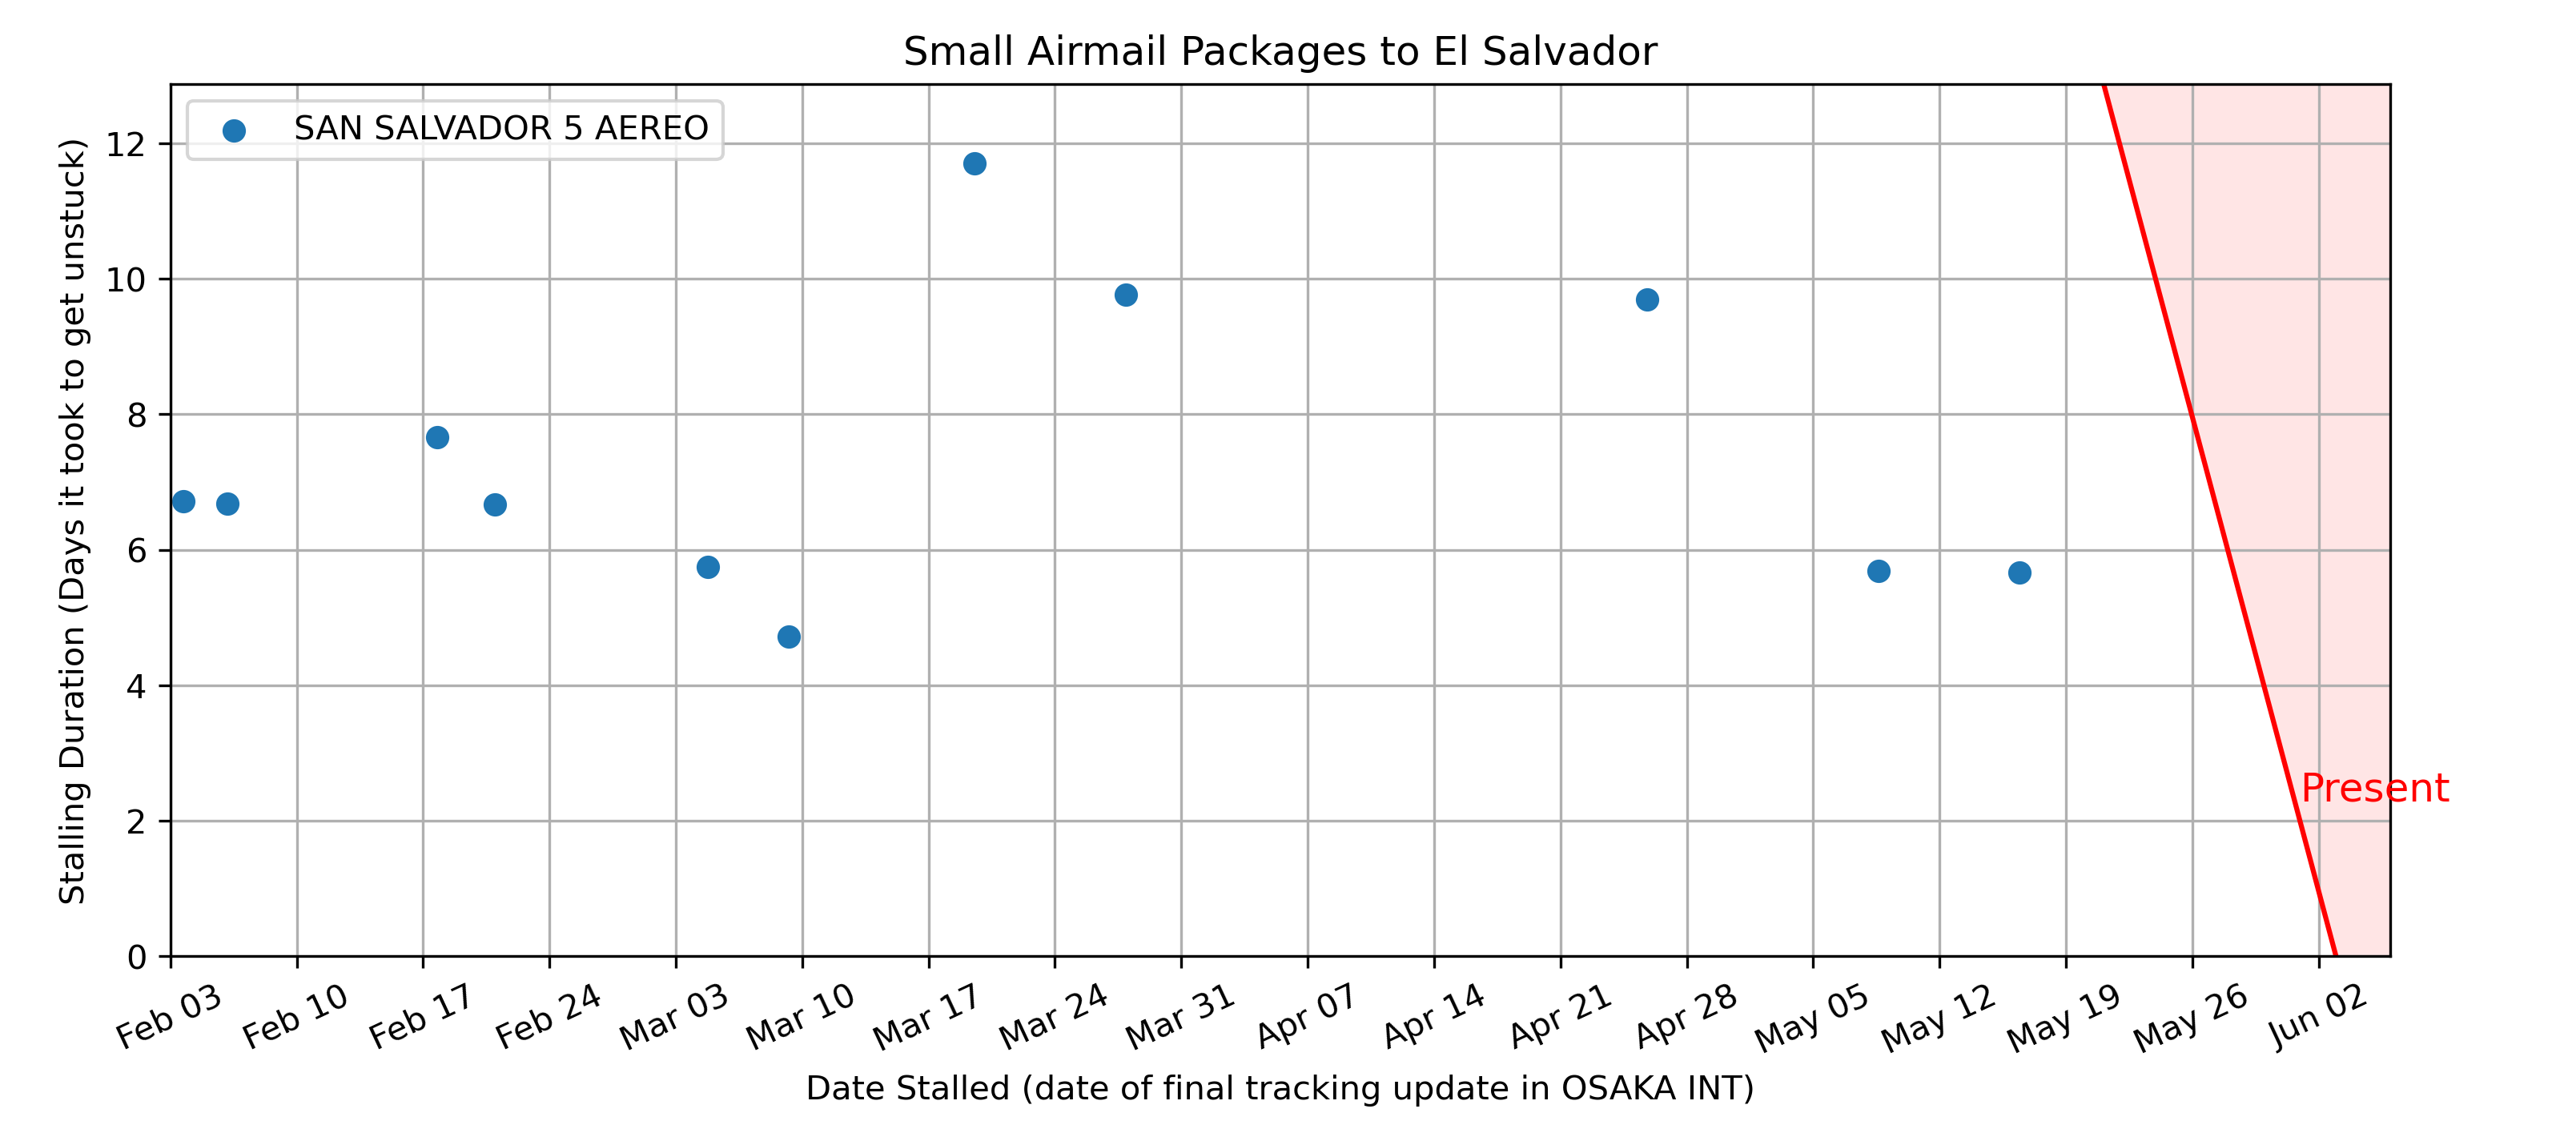 Small Airmail Packages to El Salvador
SAN SALVADOR 5 AEREO
Stalling Duration (Days it took to get unstuck)
12
10
8
6
4
2
0
Present
Feb 03
Feb 10
Feb 17
Feb 24
Mar 03
Mar 10
Mar 17
Mar 24
Mar 31
Apr 07
Apr 14
Apr 21
Apr 28
May 05
May 12
May 19
May 26
Jun 02
Date Stalled (date of final tracking update in OSAKA INT)